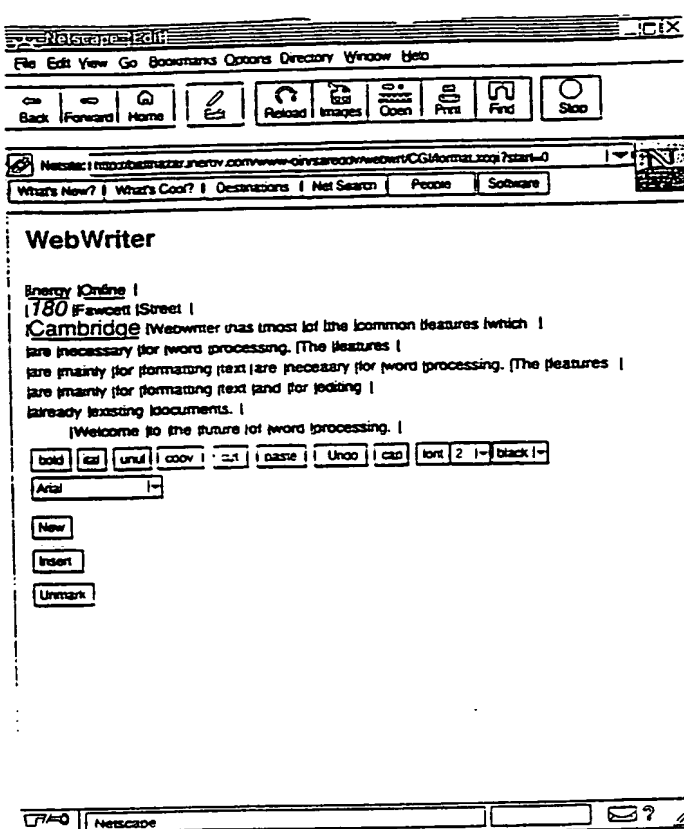 Netscape - [Edit]
File Edit View Go Bookmarks Options Directory Window Help
Back Forward Home Edit Reload Images Open Print Find Stop
What's New? | What's Cool? | Destinations | Net Search | People | Software
WebWriter
Energy |Online |
|180 |Fawcett |Street |
|Cambridge |Webwriter |has |most |of |the |common |features |which |
|are |necessary |for |word |processing. |The |features |
|are |mainly |for |formatting |text |are |necezary |for |word |processing. |The |features |
|are |mainly |for |formatting |text |and |for |editing |
|already |existing |documents. |
|Welcome |to |the |future |of |word |processing. |
bold ital unul copy cut paste Undo cap font 2 black
Arial
New
Insert
Unmark
Netscape